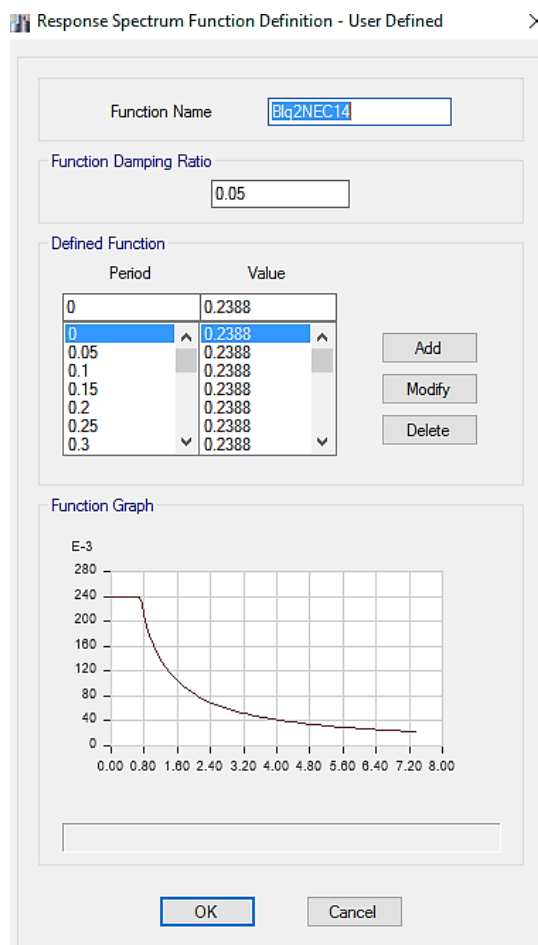 Response Spectrum Function Definition - User Defined
Function Name
Blq2NEC14
Function Damping Ratio
0.05
Defined Function
Period Value
0 0.2388
0 0.2388
0.05 0.2388
0.1 0.2388
0.15 0.2388
0.2 0.2388
0.25 0.2388
0.3 0.2388
Add
Modify
Delete
Function Graph
E-3
280
240
200
160
120
80
40
0
0.00 0.80 1.60 2.40 3.20 4.00 4.80 5.60 6.40 7.20 8.00
OK Cancel